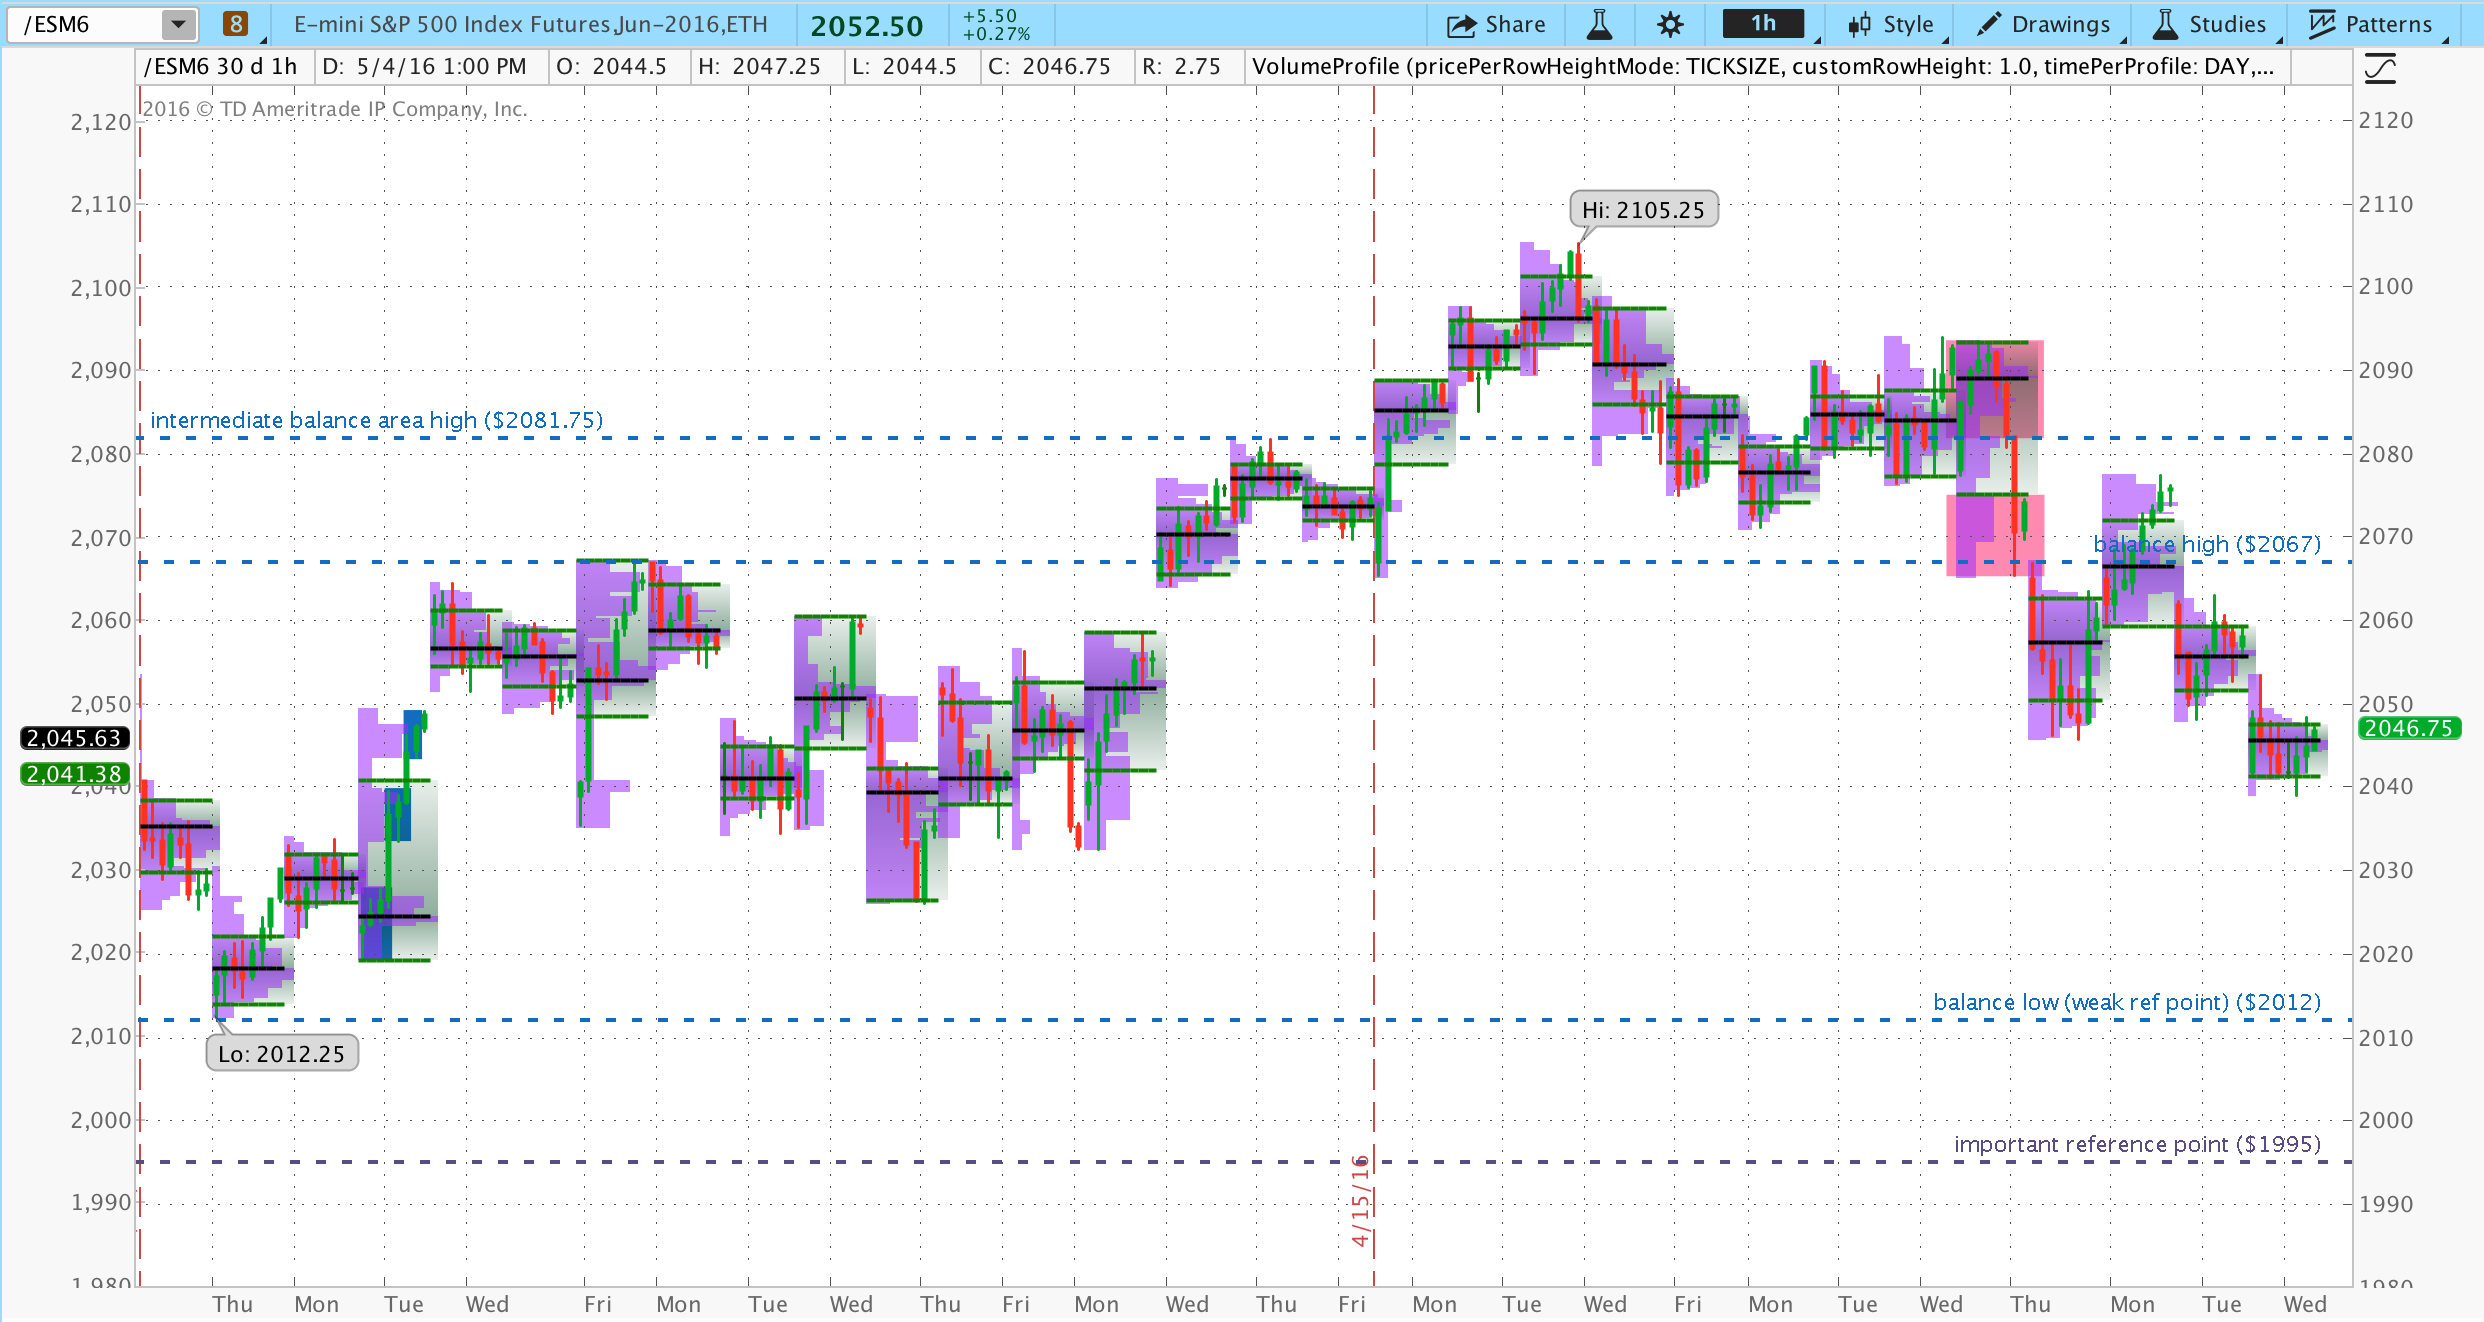 /ESM6 8 E-mini S&P 500 Index Futures,Jun-2016,ETH 2052.50 +5.50 +0.27% Share 1h Style Drawings Studies Patterns
/ESM6 30 d 1h D: 5/4/16 1:00 PM O: 2044.5 H: 2047.25 L: 2044.5 C: 2046.75 R: 2.75 VolumeProfile (pricePerRowHeightMode: TICKSIZE, customRowHeight: 1.0, timePerProfile: DAY,...
2016 © TD Ameritrade IP Company, Inc.
2,120 2120
2,110 2110
Hi: 2105.25
2,100 2100
2,090 2090
intermediate balance area high ($2081.75)
2,080 2080
2,070 2070
balance high ($2067)
2,060 2060
2,050 2050
2,045.63 2046.75
2,041.38
2,040 2040
2,030 2030
2,020 2020
balance low (weak ref point) ($2012)
2,010 2010
Lo: 2012.25
2,000 2000
important reference point ($1995)
1,990 1990
4/15/16
1,980 1980
Thu Mon Tue Wed Fri Mon Tue Wed Thu Fri Mon Wed Thu Fri Mon Tue Wed Fri Mon Tue Wed Thu Mon Tue Wed